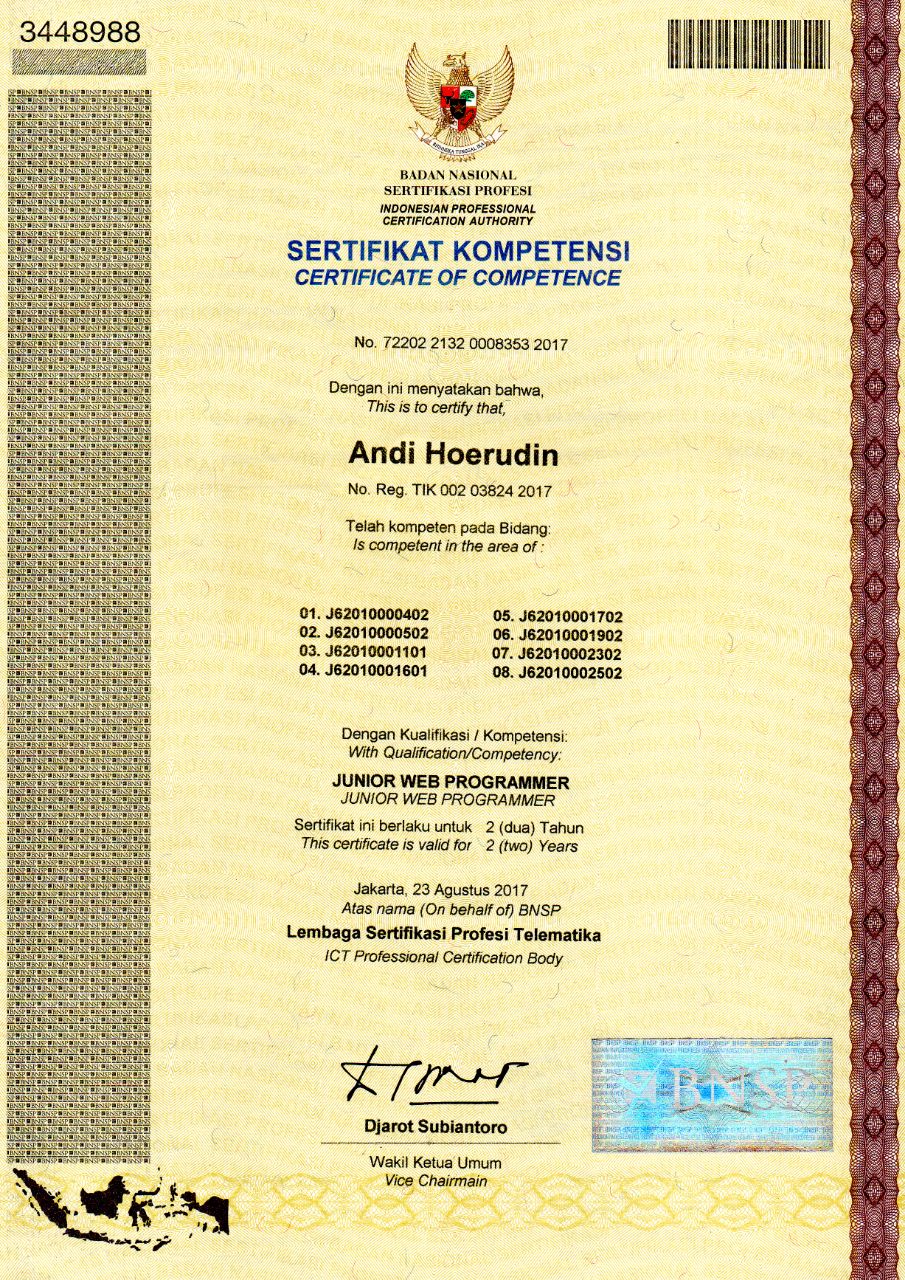 3448988
BHINNEKA TUNGGAL IKA
BADAN NASIONAL
SERTIFIKASI PROFESI
INDONESIAN PROFESSIONAL
CERTIFICATION AUTHORITY
SERTIFIKAT KOMPETENSI
CERTIFICATE OF COMPETENCE
No. 72202 2132 0008353 2017
Dengan ini menyatakan bahwa,
This is to certify that,
Andi Hoerudin
No. Reg. TIK 002 03824 2017
Telah kompeten pada Bidang:
Is competent in the area of :
01. J62010000402 05. J62010001702
02. J62010000502 06. J62010001902
03. J62010001101 07. J62010002302
04. J62010001601 08. J62010002502
Dengan Kualifikasi / Kompetensi:
With Qualification/Competency:
JUNIOR WEB PROGRAMMER
JUNIOR WEB PROGRAMMER
Sertifikat ini berlaku untuk 2 (dua) Tahun
This certificate is valid for 2 (two) Years
Jakarta, 23 Agustus 2017
Atas nama (On behalf of) BNSP
Lembaga Sertifikasi Profesi Telematika
ICT Professional Certification Body
BNSP
Djarot Subiantoro
Wakil Ketua Umum
Vice Chairmain